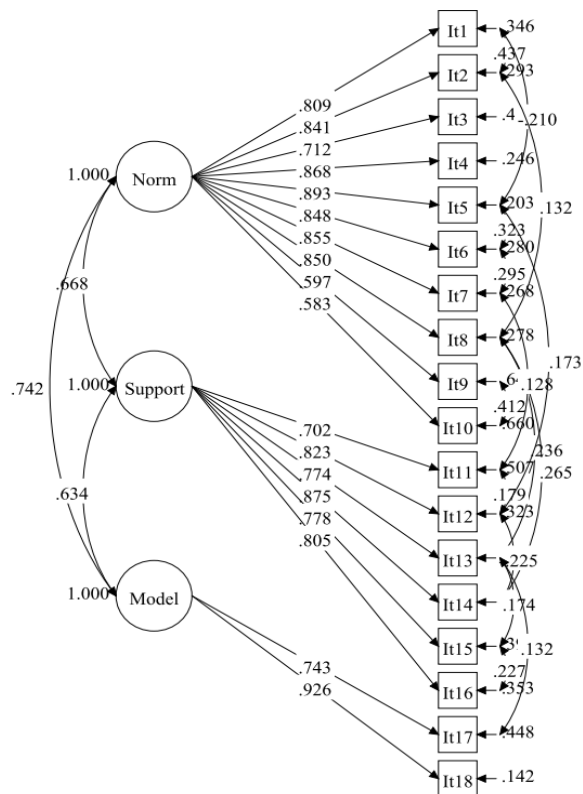 It1 .346
.437
It2 .293
.809
.841
It3 .4 -.210
.712
1.000 Norm .868 It4 .246
.893 It5 .203 .132
.848
.323
.855 It6 .280
.850
.295
.597 It7 .268
.668 .583
It8 .278
.173
1.000 Support It9 .128
.742
.412
.702 It10 .660
.236
.823 It11 .507
.265
.774 .179
.634 .875 It12 .323
.778
.805 It13 .225
1.000 Model It14 .174
It15 .132
.743 .227
.926 It16 .353
It17 .448
It18 .142